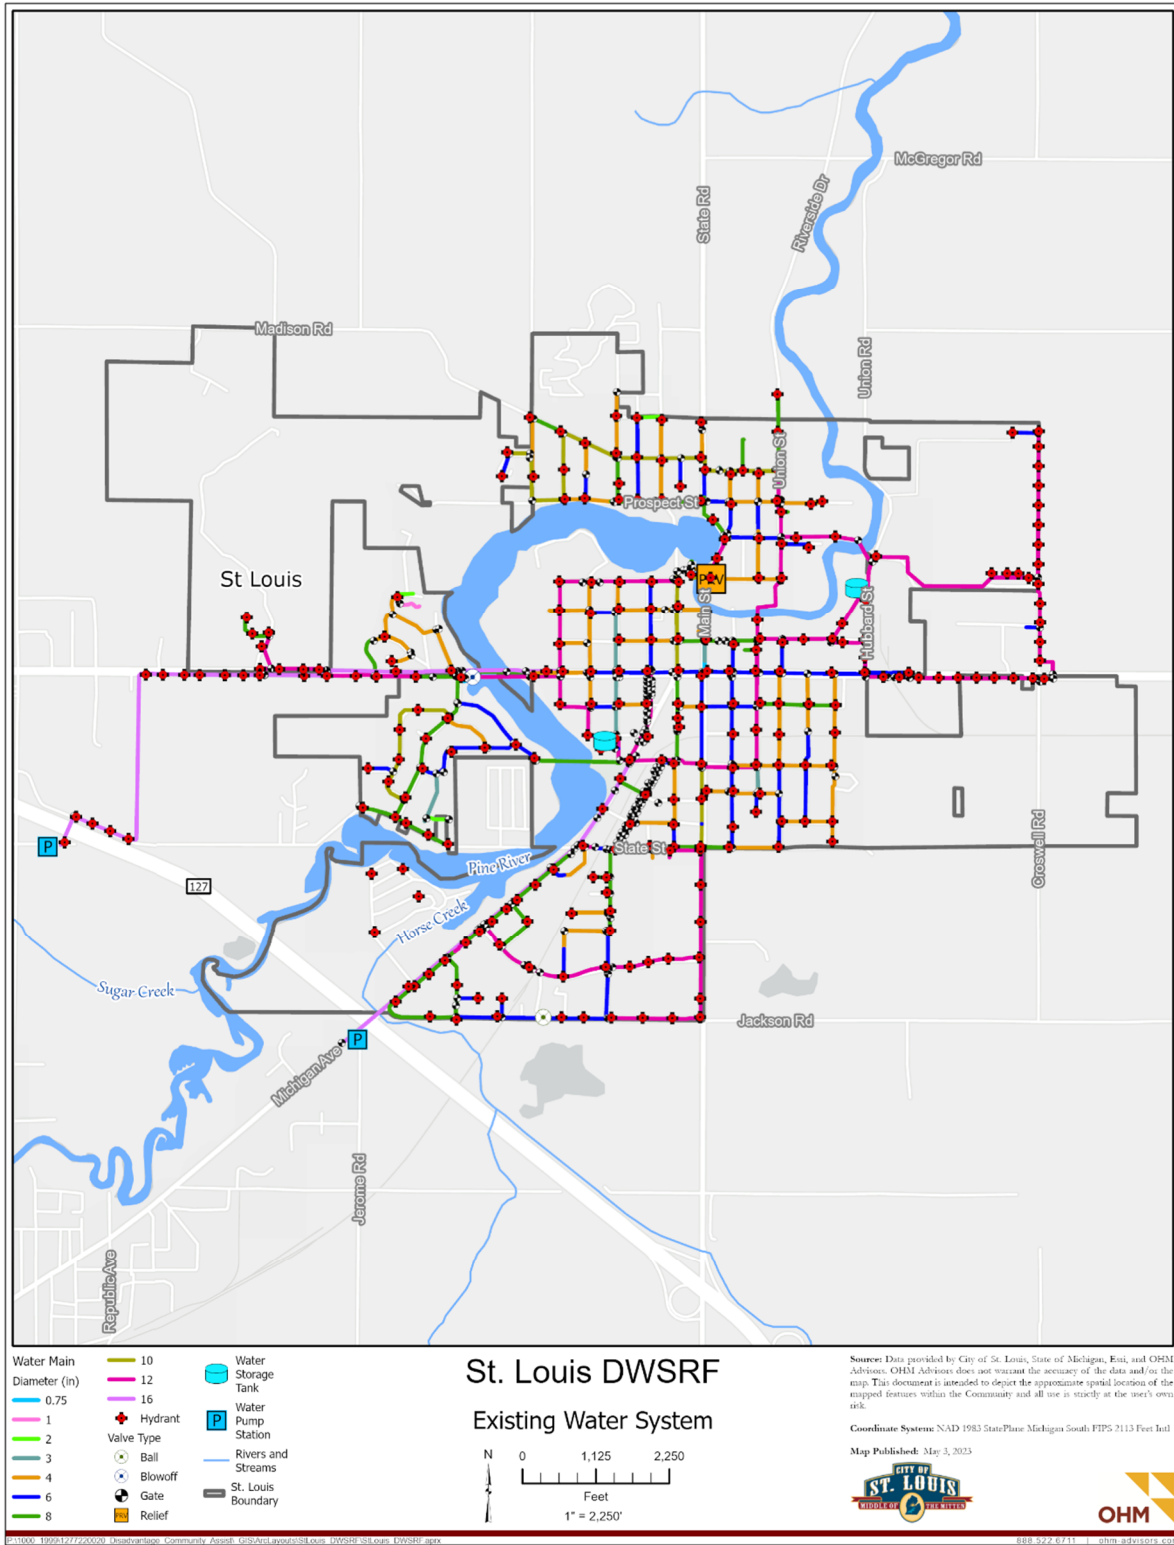 McGregor Rd
State Rd
Riverside Dr
Madison Rd
Union Rd
Union St
Prospect St
St Louis
PRV
Main St
Hubbard St
P
State St
Croswell Rd
Pine River
127
Horse Creek
Sugar Creek
Jackson Rd
P
Michigan Ave
Jerome Rd
Republic Ave
Water Main
Diameter (in)
0.75
1
2
3
4
6
8
10
12
16
Hydrant
Valve Type
Ball
Blowoff
Gate
PRV
Relief
Water
Storage
Tank
P
Water
Pump
Station
Rivers and
Streams
St. Louis
Boundary
St. Louis DWSRF
Existing Water System
N
0 1,125 2,250
Feet
1" = 2,250'
Source: Data provided by City of St. Louis, State of Michigan, Esri, and OHM
Advisors. OHM Advisors does not warrant the accuracy of the data and/or the
map. This document is intended to depict the approximate spatial location of the
mapped features within the Community and all use is strictly at the user's own
risk.
Coordinate System: NAD 1983 StatePlane Michigan South FIPS 2113 Feet Intl
Map Published: May 3, 2023
CITY OF
ST. LOUIS
MIDDLE OF THE MITTEN
OHM
888.522.6711 | ohm-advisors.co